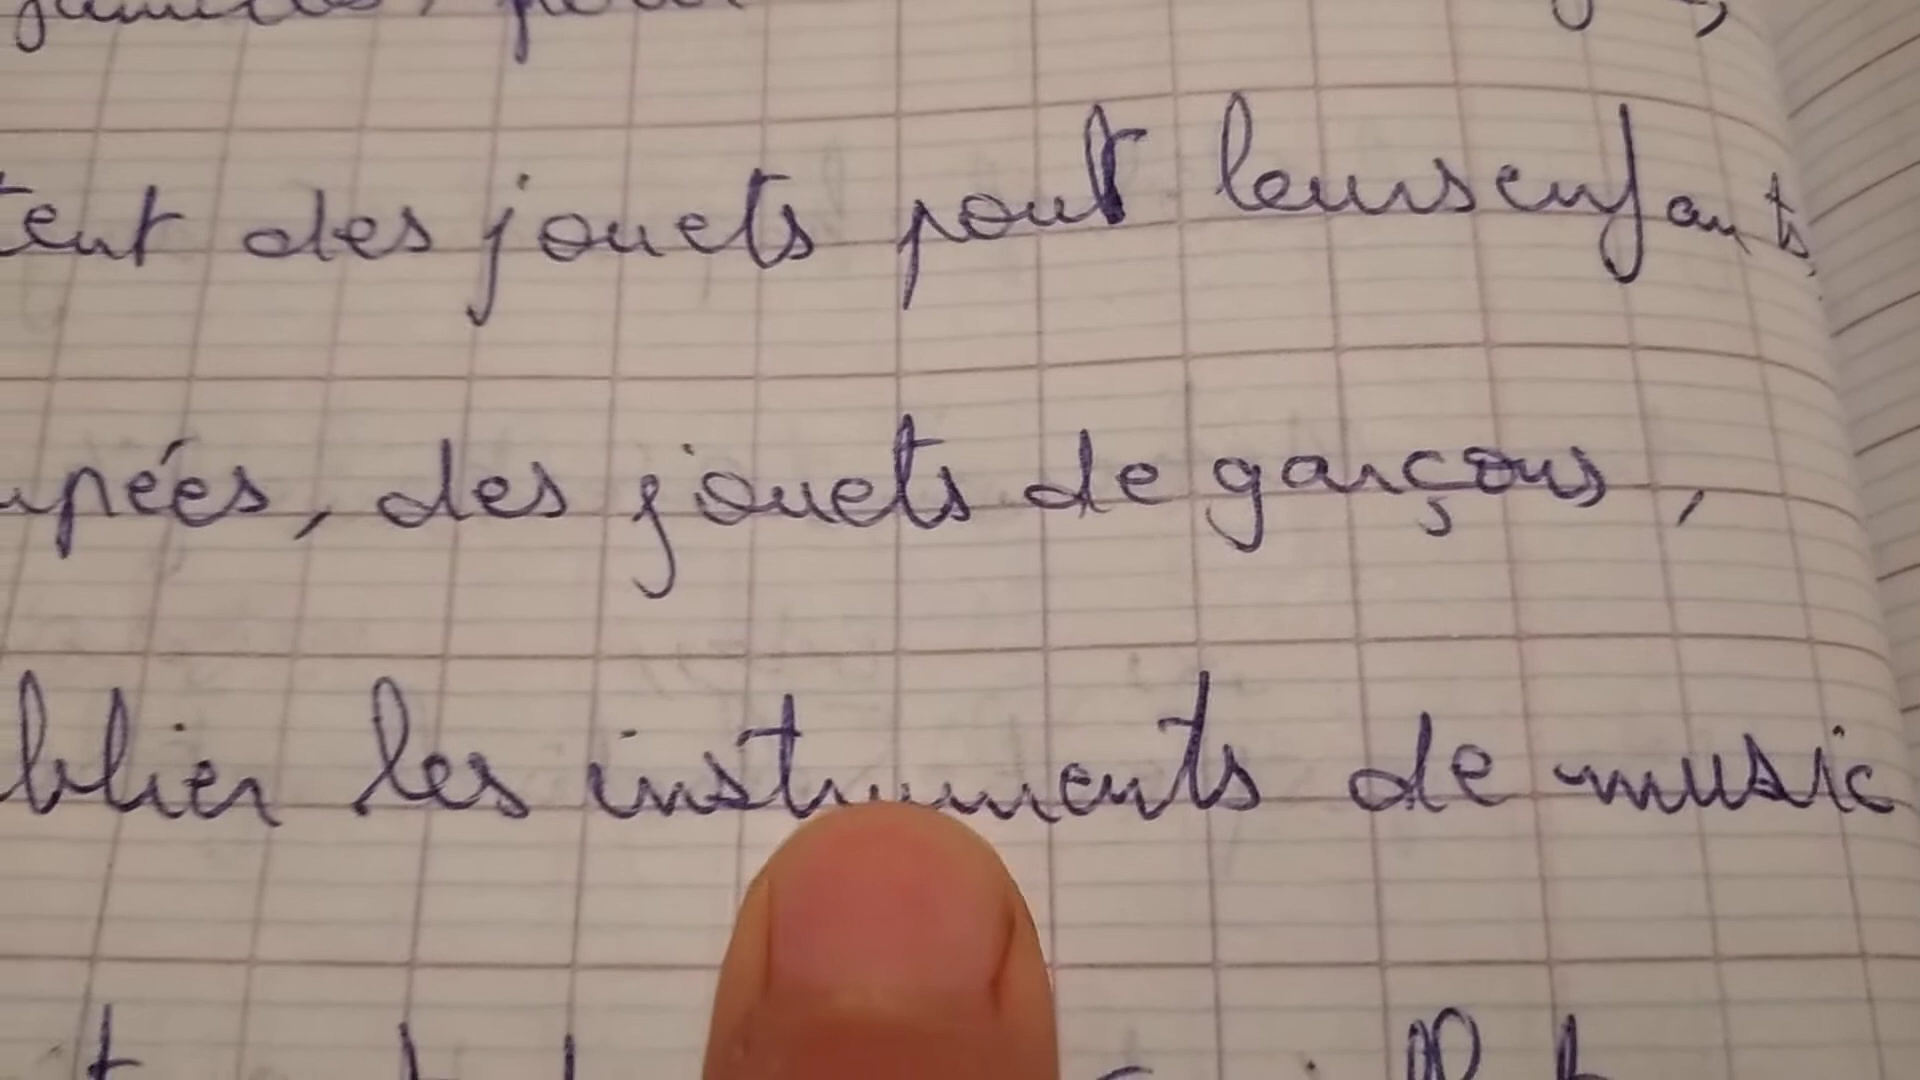 tent des jouets pour leurs enfants,
upées, des jouets de garçons,
blier les instruments de music